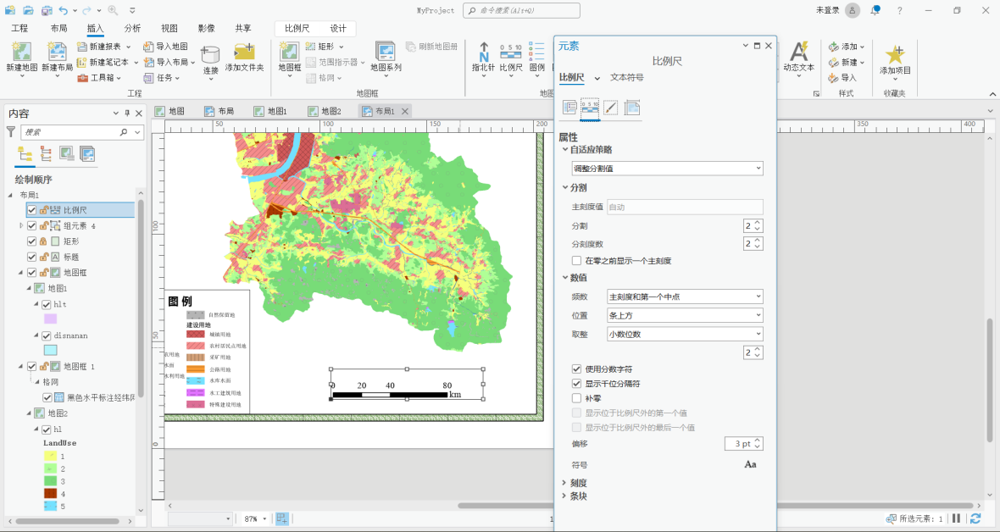 MyProject
命令搜索(Alt+Q)
未登录
工程 布局 插入 分析 视图 影像 共享 比例尺 设计
新建地图 新建布局 新建报表 新建笔记本 工具箱 导入地图 导入布局 任务 连接 添加文件夹
地图框 矩形 范围指示器 格网 地图系列 刷新地图册
指北针 比例尺 图例
动态文本 添加 新建 导入 添加项目
工程 地图框 地图 样式 收藏夹
元素
比例尺
比例尺 文本符号
内容
搜索
绘制顺序
布局1
比例尺
组元素 4
矩形
标题
地图框
地图1
hlt
disnanan
地图框 1
格网
黑色水平标注经纬网
地图2
hl
LandUse
1
2
3
4
5
地图 布局 地图1 地图2 布局1
50 100 150 200 350 400
100
50
0
图例
自然保留地
建设用地
城镇用地
农村居民点用地
采矿用地
公路用地
水库水面
水工建筑用地
特殊建设用地
农用地
水面
水利用地
0 20 40 80
km
87%
1
属性
自适应策略
调整分割值
分割
主刻度值 自动
分割 2
分刻度数 2
在零之前显示一个主刻度
数值
频数 主刻度和第一个中点
位置 条上方
取整 小数位数
2
使用分数字符
显示千位分隔符
补零
显示位于比例尺外的第一个值
显示位于比例尺外的最后一个值
偏移 3 pt
符号 Aa
刻度
条块
所选元素: 1